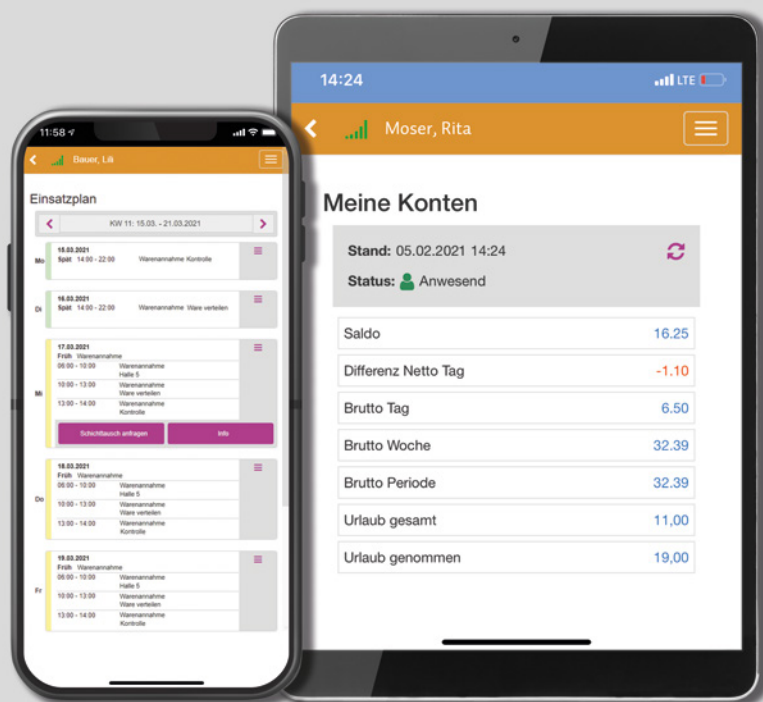 11:58
Bauer, Lili
Einsatzplan
KW 11: 15.03. - 21.03.2021
Mo
15.03.2021
Spät 14:00 - 22:00 Warenannahme Kontrolle
Di
16.03.2021
Spät 14:00 - 22:00 Warenannahme Ware verteilen
Mi
17.03.2021
Früh Warenannahme
06:00 - 10:00 Warenannahme
Halle 5
10:00 - 13:00 Warenannahme
Ware verteilen
13:00 - 14:00 Warenannahme
Kontrolle
Schichttausch anfragen Info
Do
18.03.2021
Früh Warenannahme
06:00 - 10:00 Warenannahme
Halle 5
10:00 - 13:00 Warenannahme
Ware verteilen
13:00 - 14:00 Warenannahme
Kontrolle
Fr
19.03.2021
Früh Warenannahme
06:00 - 10:00 Warenannahme
Halle 5
10:00 - 13:00 Warenannahme
Ware verteilen
13:00 - 14:00 Warenannahme
Kontrolle
14:24 LTE
Moser, Rita
Meine Konten
Stand: 05.02.2021 14:24
Status: Anwesend
Saldo 16.25
Differenz Netto Tag -1.10
Brutto Tag 6.50
Brutto Woche 32.39
Brutto Periode 32.39
Urlaub gesamt 11,00
Urlaub genommen 19,00